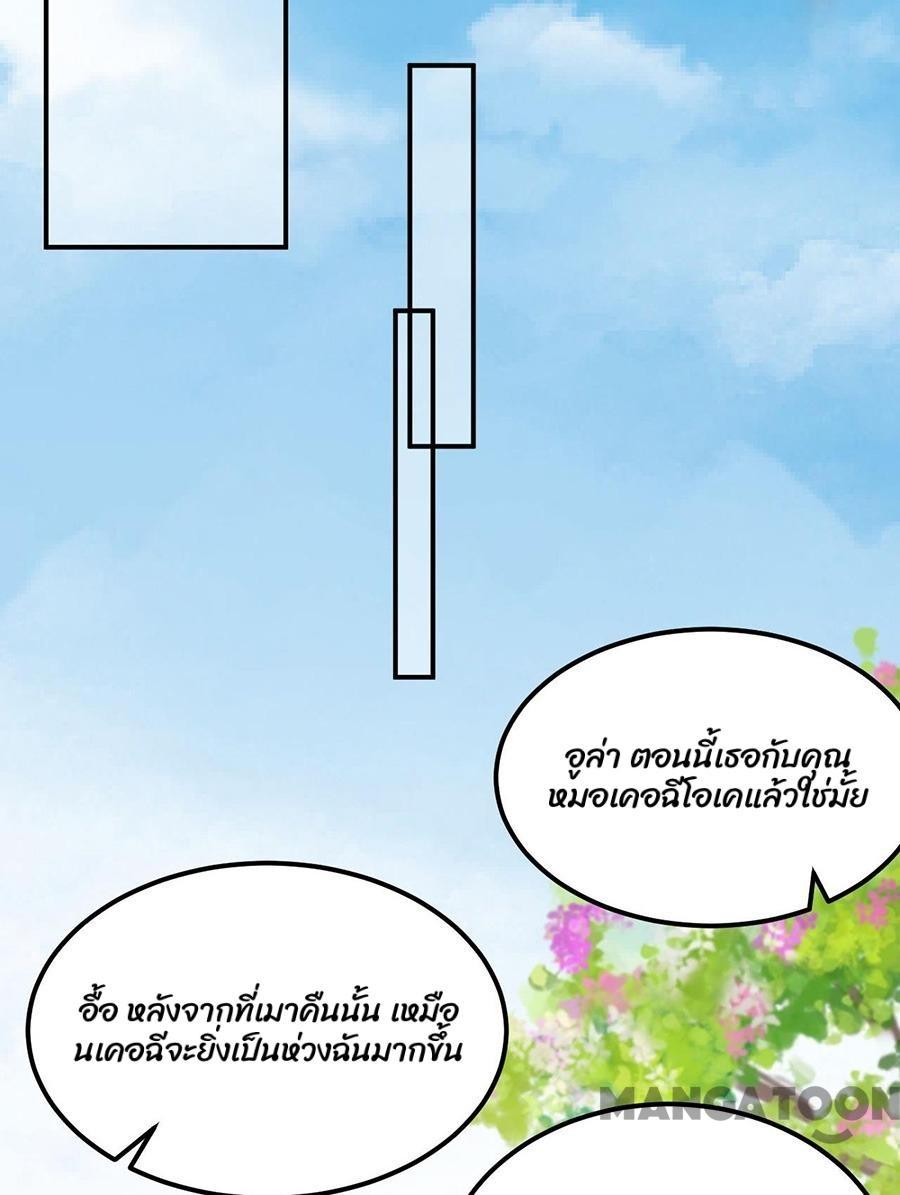 อูล่า ตอนนี้เธอกับคุณ
หมอเคอฉีโอเคแล้วใช่มั้ย
อื้อ หลังจากที่เมาคืนนั้น เหมือ
นเคอฉีจะยิ่งเป็นห่วงฉันมากขึ้น
MANGATOON